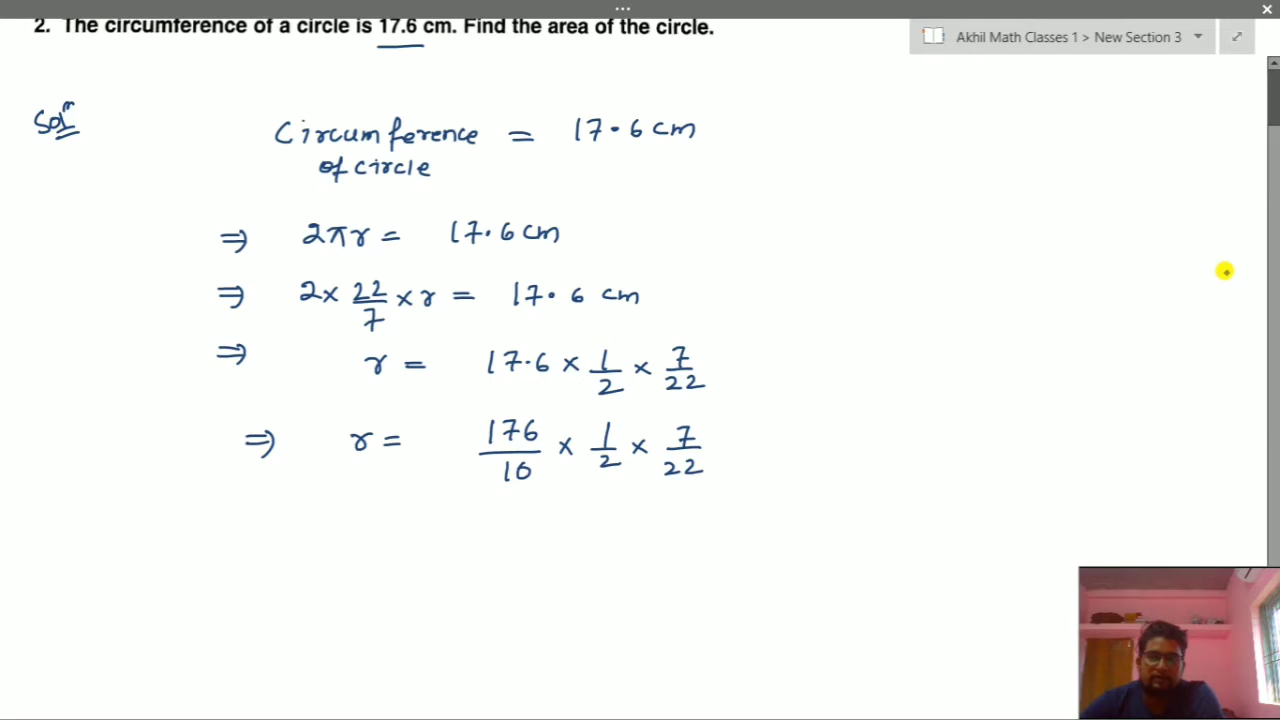 2. The circumference of a circle is 17.6 cm. Find the area of the circle.
Akhil Math Classes 1 > New Section 3
Solⁿ
Circumference = 17.6 cm
of circle
⇒ 2πr = 17.6 cm
⇒ 2 × 22/7 × r = 17.6 cm
⇒ r = 17.6 × 1/2 × 7/22
⇒ r = 176/10 × 1/2 × 7/22